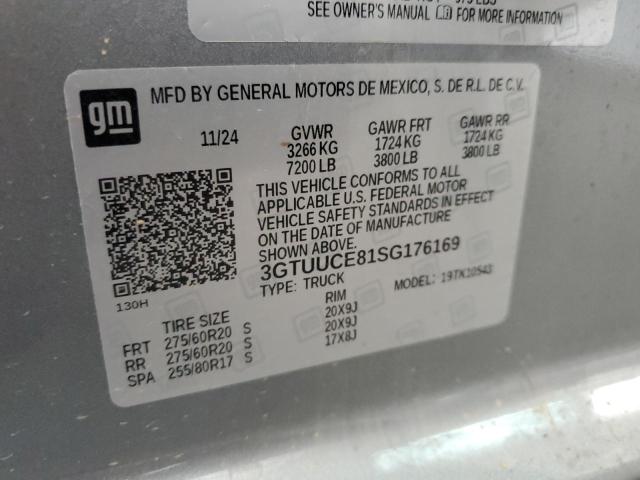 SEE OWNER'S MANUAL FOR MORE INFORMATION
gm
MFD BY GENERAL MOTORS DE MEXICO, S. DE R.L. DE C.V.
11/24 GVWR GAWR FRT GAWR RR
3266 KG 1724 KG 1724 KG
7200 LB 3800 LB 3800 LB
THIS VEHICLE CONFORMS TO ALL
APPLICABLE U.S. FEDERAL MOTOR
VEHICLE SAFETY STANDARDS IN EFFECT
ON THE DATE OF MANUFACTURE
3GTUUCE81SG176169
TYPE: TRUCK MODEL: 19TK10543
130H
TIRE SIZE RIM
FRT 275/60R20 S 20X9J
RR 275/60R20 S 20X9J
SPA 255/80R17 S 17X8J